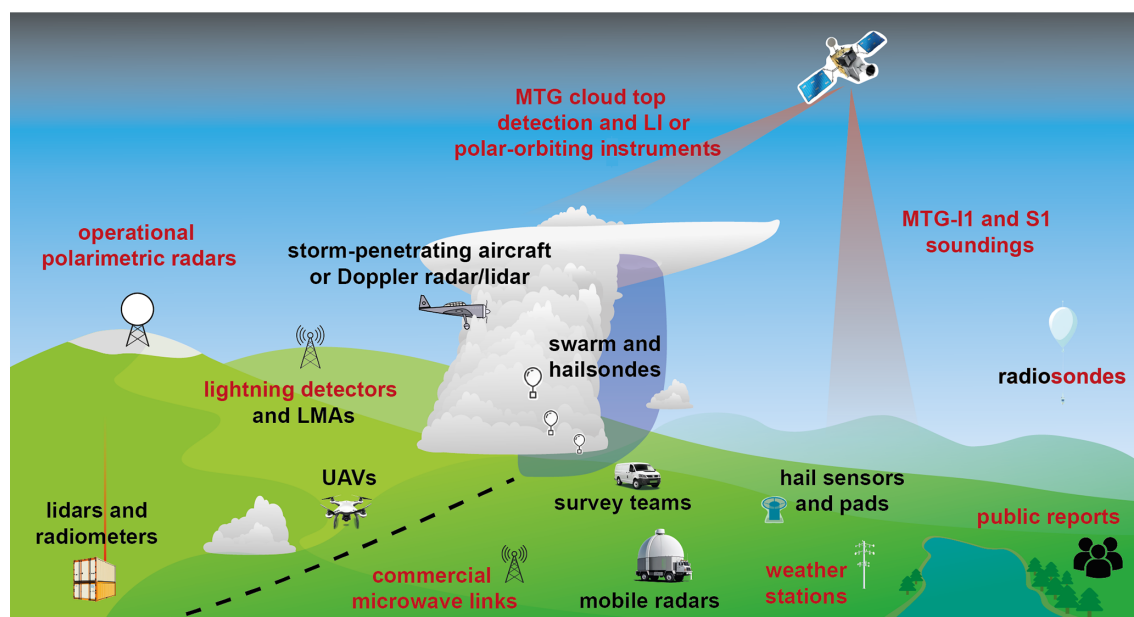 MTG cloud top
detection and LI or
polar-orbiting instruments
MTG-I1 and S1
soundings
operational
polarimetric radars
storm-penetrating aircraft
or Doppler radar/lidar
swarm and
hailsondes
radiosondes
lightning detectors
and LMAs
UAVs
survey teams
hail sensors
and pads
lidars and
radiometers
public reports
commercial
microwave links
mobile radars
weather
stations